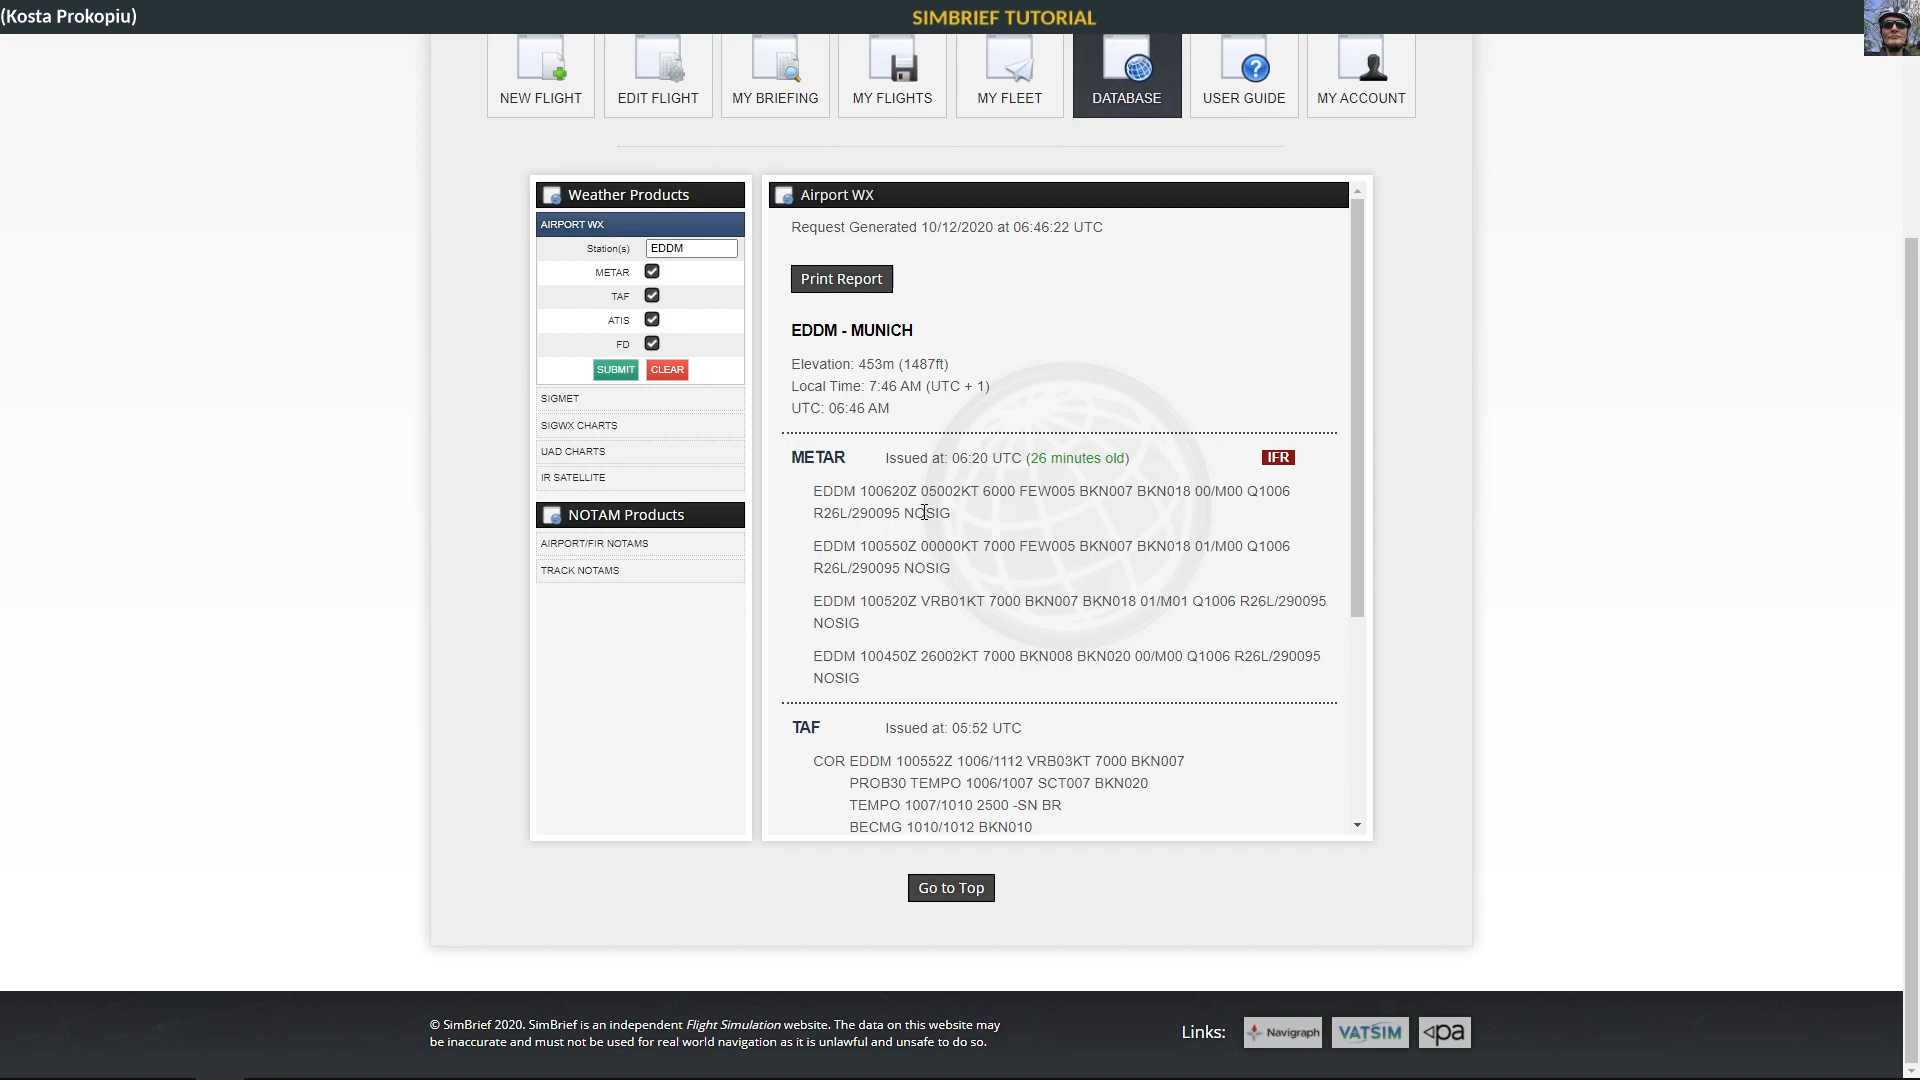 (Kosta Prokopiu)
SIMBRIEF TUTORIAL
NEW FLIGHT
EDIT FLIGHT
MY BRIEFING
MY FLIGHTS
MY FLEET
DATABASE
USER GUIDE
MY ACCOUNT
Weather Products
AIRPORT WX
Station(s) EDDM
METAR
TAF
ATIS
FD
SUBMIT CLEAR
SIGMET
SIGWX CHARTS
UAD CHARTS
IR SATELLITE
NOTAM Products
AIRPORT/FIR NOTAMS
TRACK NOTAMS
Airport WX
Request Generated 10/12/2020 at 06:46:22 UTC
Print Report
EDDM - MUNICH
Elevation: 453m (1487ft)
Local Time: 7:46 AM (UTC + 1)
UTC: 06:46 AM
METAR Issued at: 06:20 UTC (26 minutes old) IFR
EDDM 100620Z 05002KT 6000 FEW005 BKN007 BKN018 00/M00 Q1006
R26L/290095 NOSIG
EDDM 100550Z 00000KT 7000 FEW005 BKN007 BKN018 01/M00 Q1006
R26L/290095 NOSIG
EDDM 100520Z VRB01KT 7000 BKN007 BKN018 01/M01 Q1006 R26L/290095
NOSIG
EDDM 100450Z 26002KT 7000 BKN008 BKN020 00/M00 Q1006 R26L/290095
NOSIG
TAF Issued at: 05:52 UTC
COR EDDM 100552Z 1006/1112 VRB03KT 7000 BKN007
PROB30 TEMPO 1006/1007 SCT007 BKN020
TEMPO 1007/1010 2500 -SN BR
BECMG 1010/1012 BKN010
Go to Top
© SimBrief 2020. SimBrief is an independent Flight Simulation website. The data on this website may
be inaccurate and must not be used for real world navigation as it is unlawful and unsafe to do so.
Links: Navigraph VATSIM pa